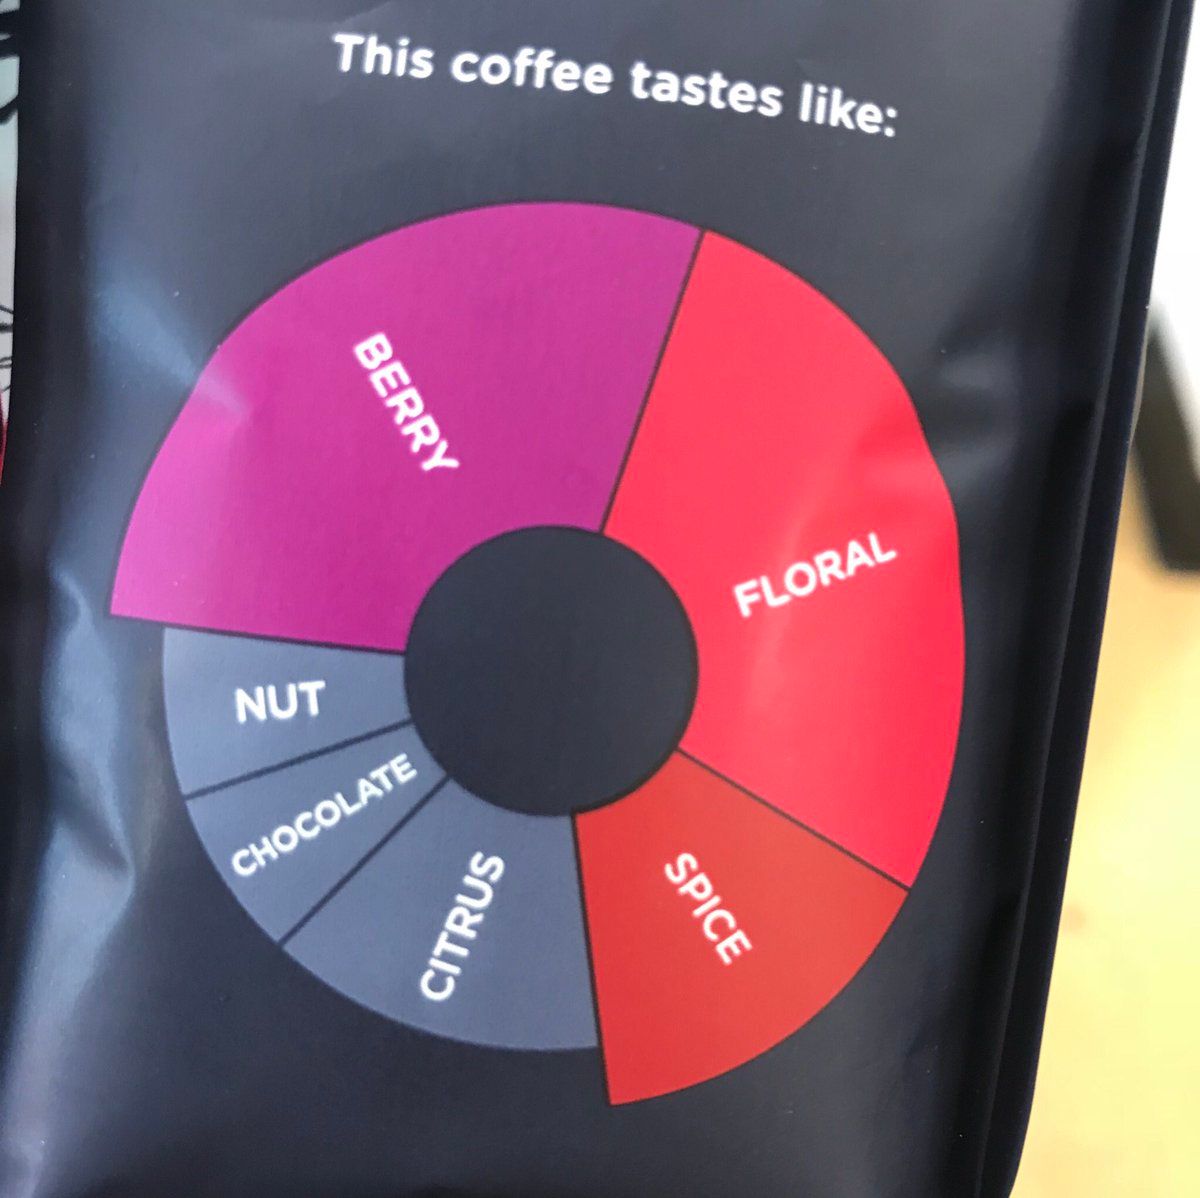 This coffee tastes like:
BERRY
FLORAL
NUT
CHOCOLATE
CITRUS
SPICE